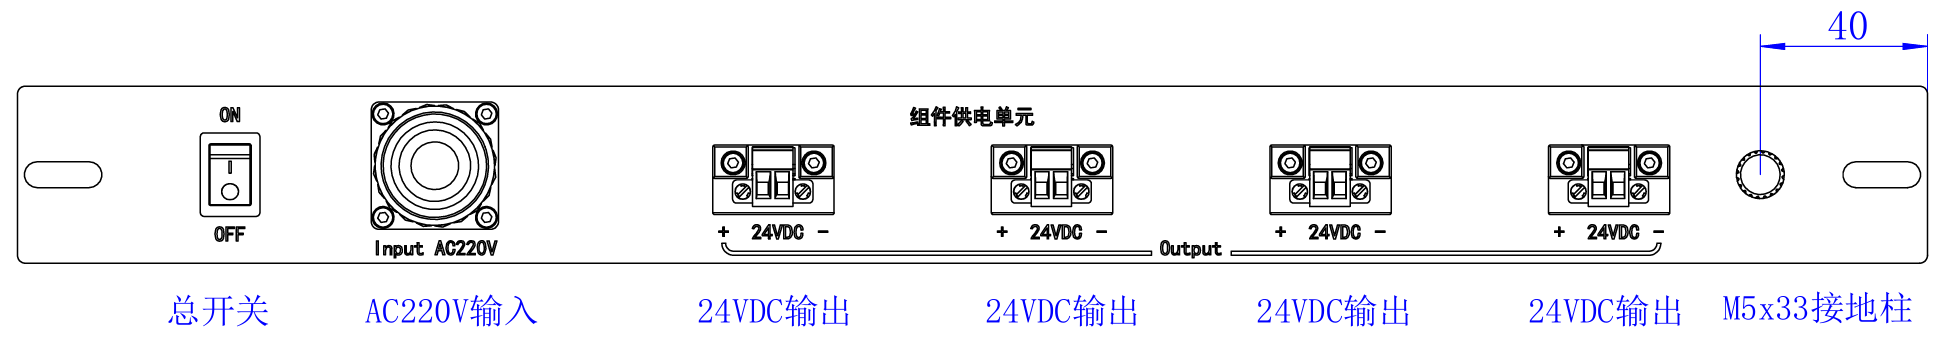 40
ON
组件供电单元
OFF
Input AC220V
+ 24VDC -
+ 24VDC -
+ 24VDC -
+ 24VDC -
Output
总开关
AC220V输入
24VDC输出
24VDC输出
24VDC输出
24VDC输出
M5x33接地柱